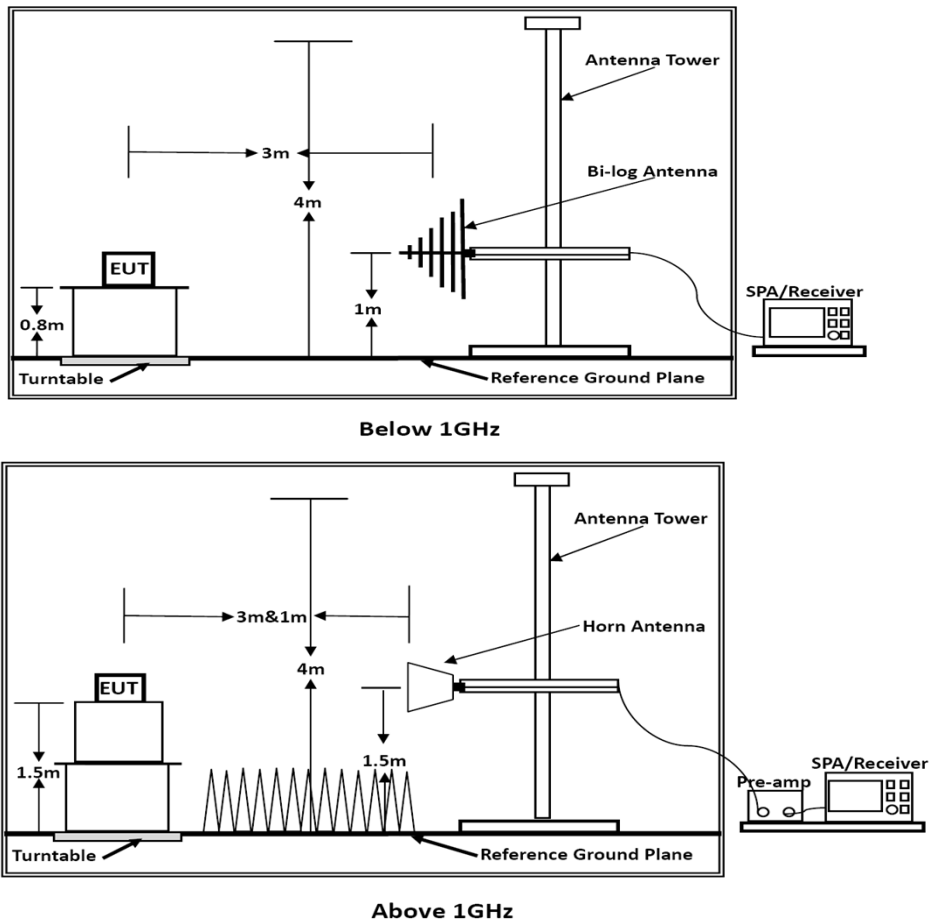 Antenna Tower
3m
Bi-log Antenna
4m
EUT
1m
SPA/Receiver
0.8m
Turntable
Reference Ground Plane
Below 1GHz
Antenna Tower
3m&1m
Horn Antenna
4m
EUT
1.5m
1.5m
SPA/Receiver
Pre-amp
Turntable
Reference Ground Plane
Above 1GHz